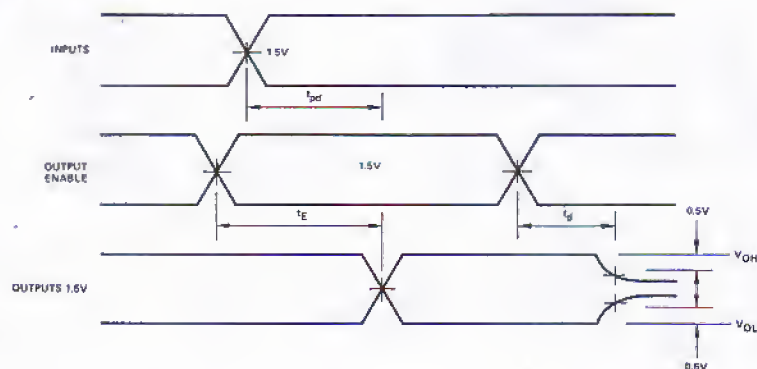 INPUTS
1.5V
tpd
OUTPUT
ENABLE
1.5V
tE
td
0.5V
VOH
OUTPUTS 1.5V
VOL
0.5V